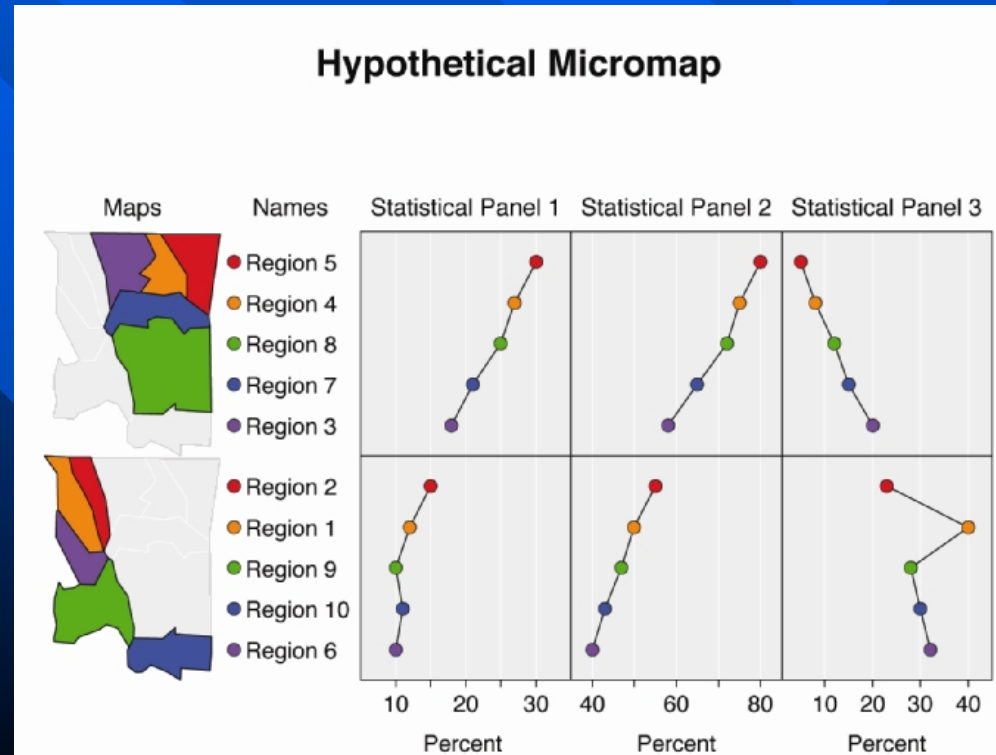 Hypothetical Micromap
Maps Names Statistical Panel 1 Statistical Panel 2 Statistical Panel 3
Region 5
Region 4
Region 8
Region 7
Region 3
Region 2
Region 1
Region 9
Region 10
Region 6
10 20 30 40 60 80 10 20 30 40
Percent Percent Percent